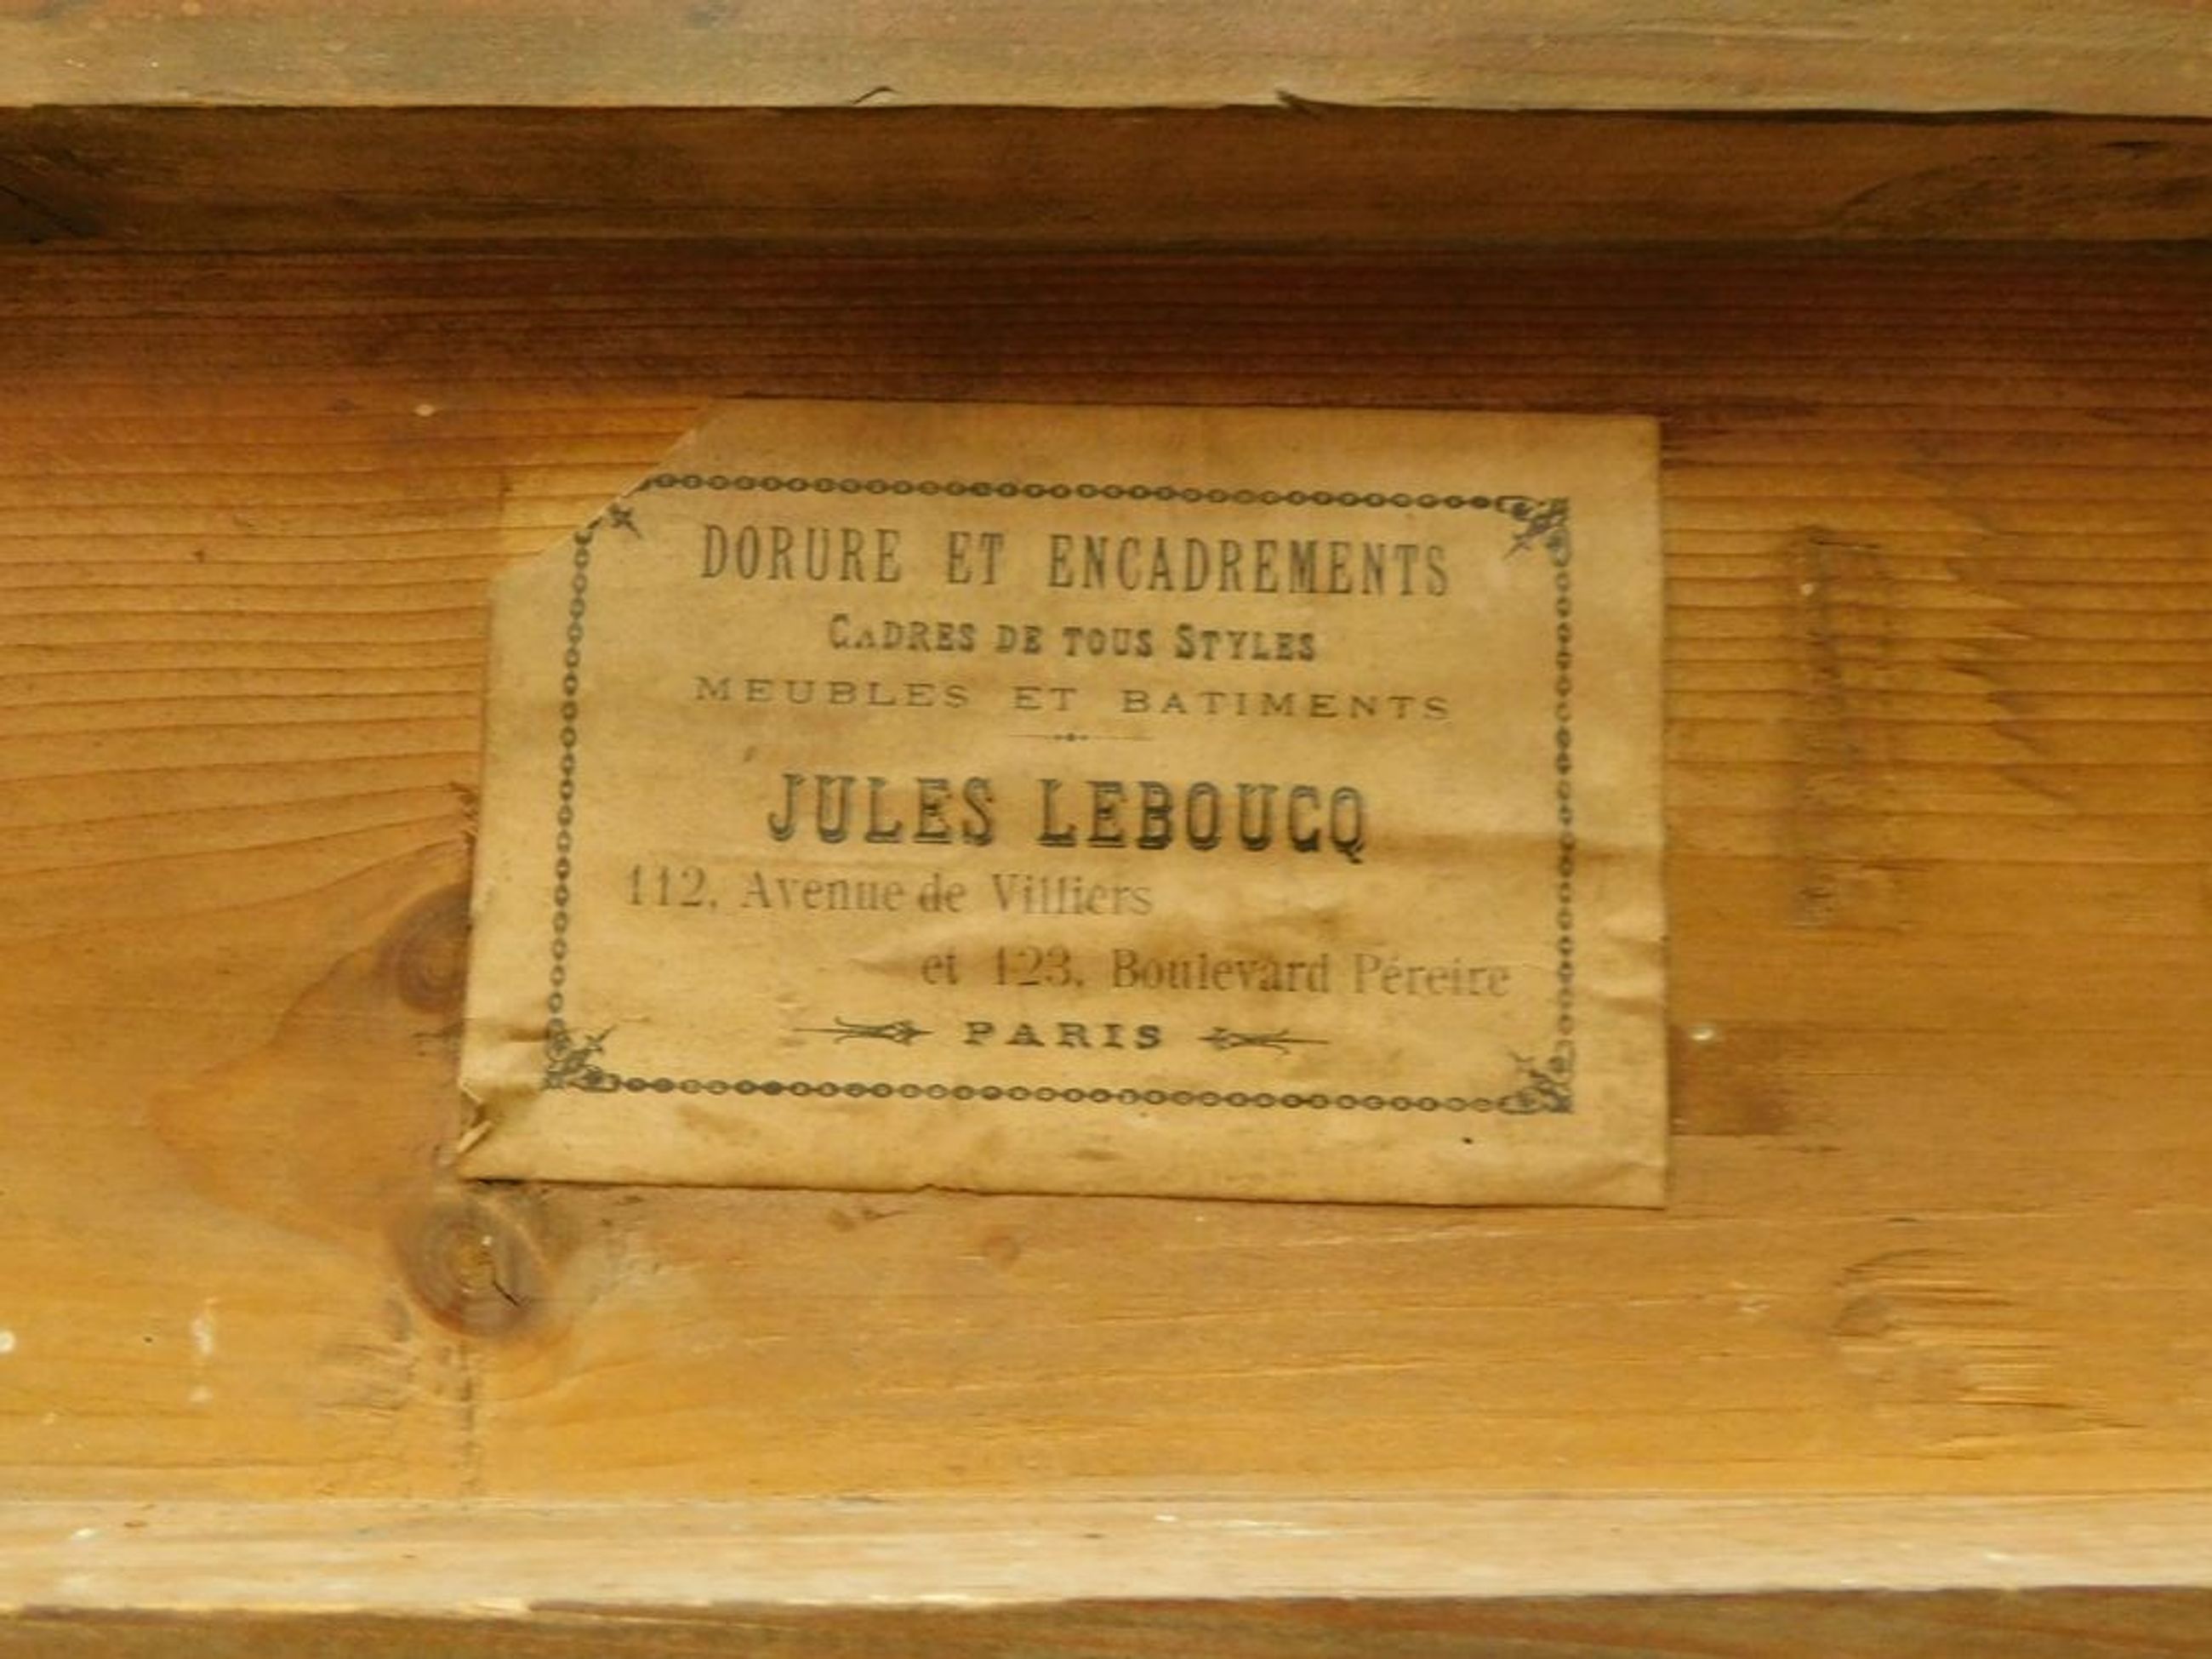 DORURE ET ENCADREMENTS
CADRES DE TOUS STYLES
MEUBLES ET BATIMENTS
JULES LEBOUCQ
112, Avenue de Villiers
et 123, Boulevard Péreire
PARIS